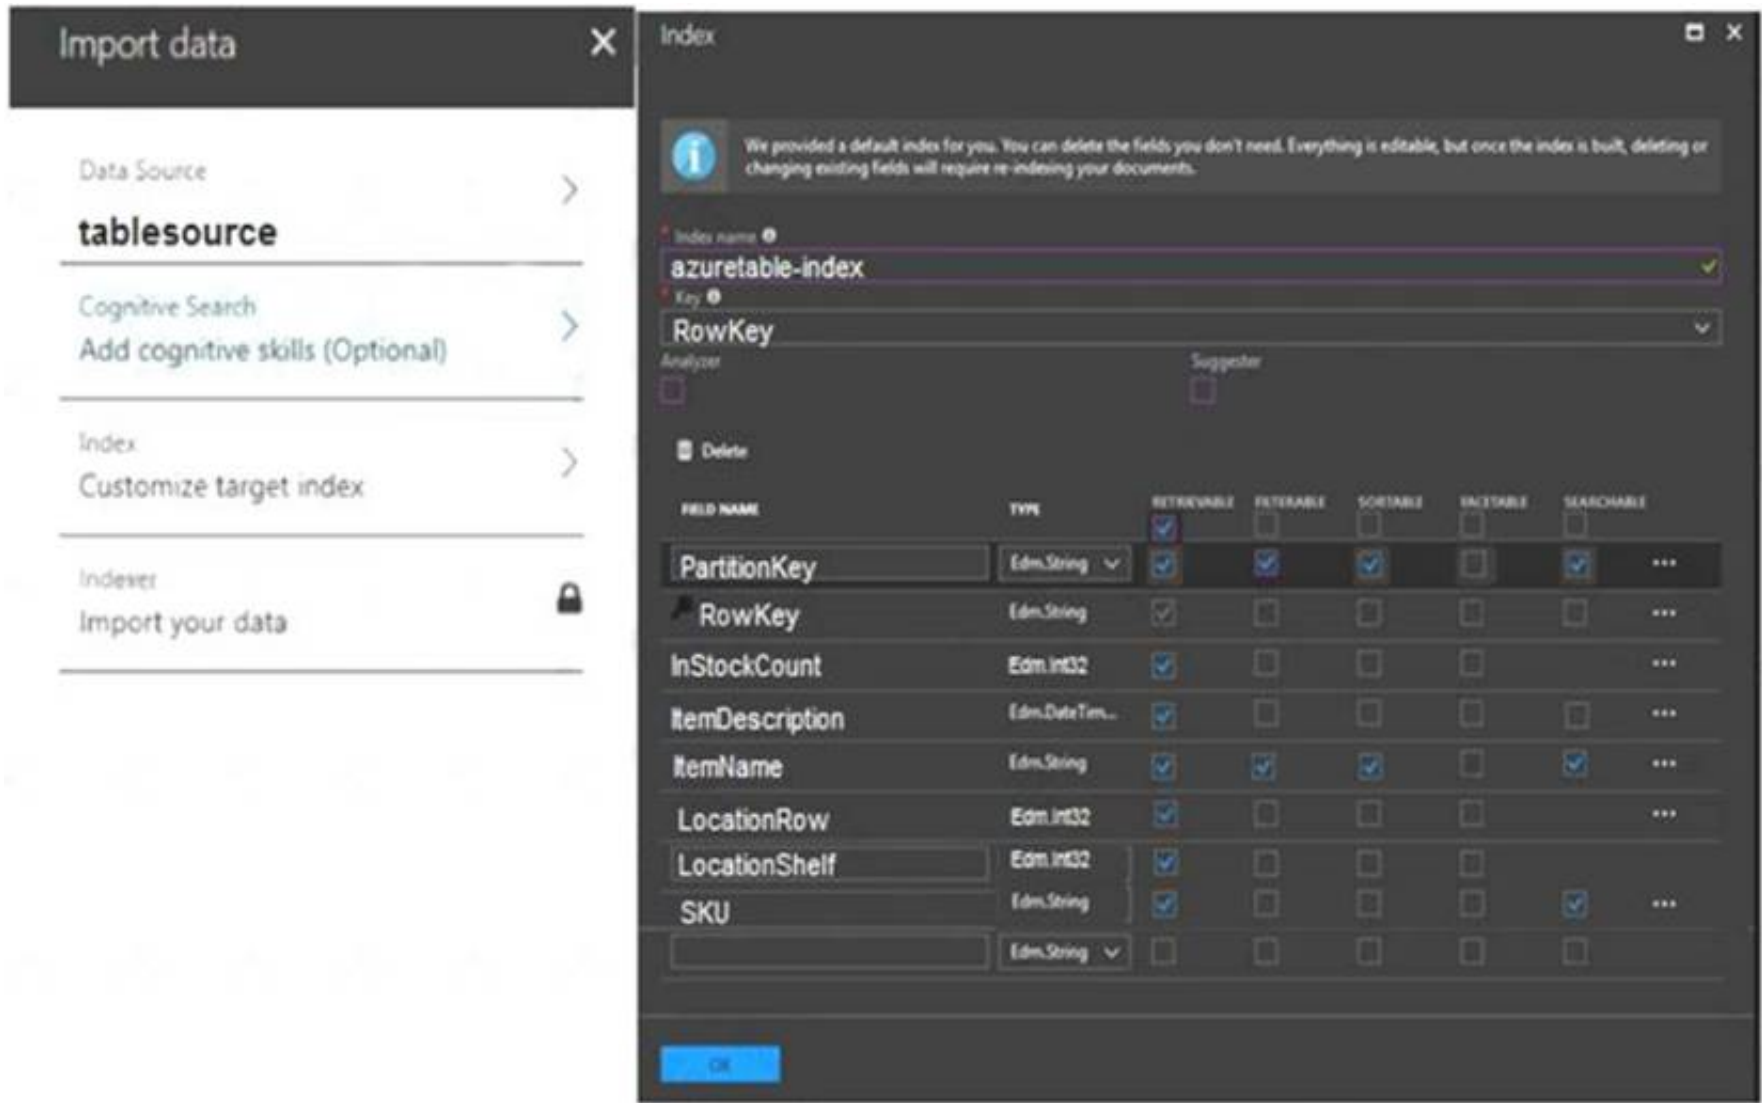 Import data
Data Source
tablesource
Cognitive Search
Add cognitive skills (Optional)
Index
Customize target index
Indexer
Import your data
Index
We provided a default index for you. You can delete the fields you don't need. Everything is editable, but once the index is built, deleting or
changing existing fields will require re-indexing your documents.
* Index name
azuretable-index
* Key
RowKey
Analyzer Suggester
Delete
FIELD NAME TYPE RETRIEVABLE FILTERABLE SORTABLE FACETABLE SEARCHABLE
PartitionKey Edm.String ...
RowKey Edm.String ...
InStockCount Edm.Int32 ...
ItemDescription Edm.DateTim... ...
ItemName Edm.String ...
LocationRow Edm.Int32 ...
LocationShelf Edm.Int32
SKU Edm.String ...
Edm.String
OK